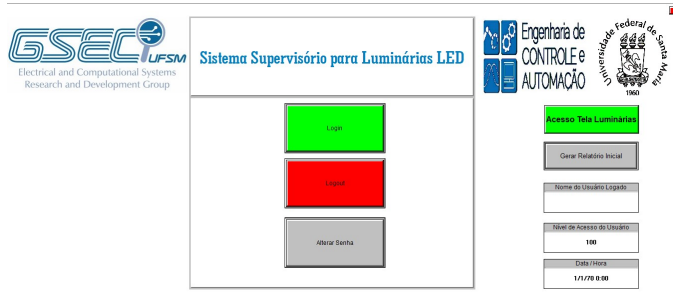 GSEC
UFSM
Electrical and Computational Systems
Research and Development Group
Sistema Supervisório para Luminárias LED
Engenharia de
CONTROLE e
AUTOMAÇÃO
Universidade Federal de Santa Maria
1960
Login
Logout
Alterar Senha
Acesso Tela Luminárias
Gerar Relatório Inicial
Nome do Usuário Logado
Nível de Acesso do Usuário
100
Data / Hora
1/1/70 0:00